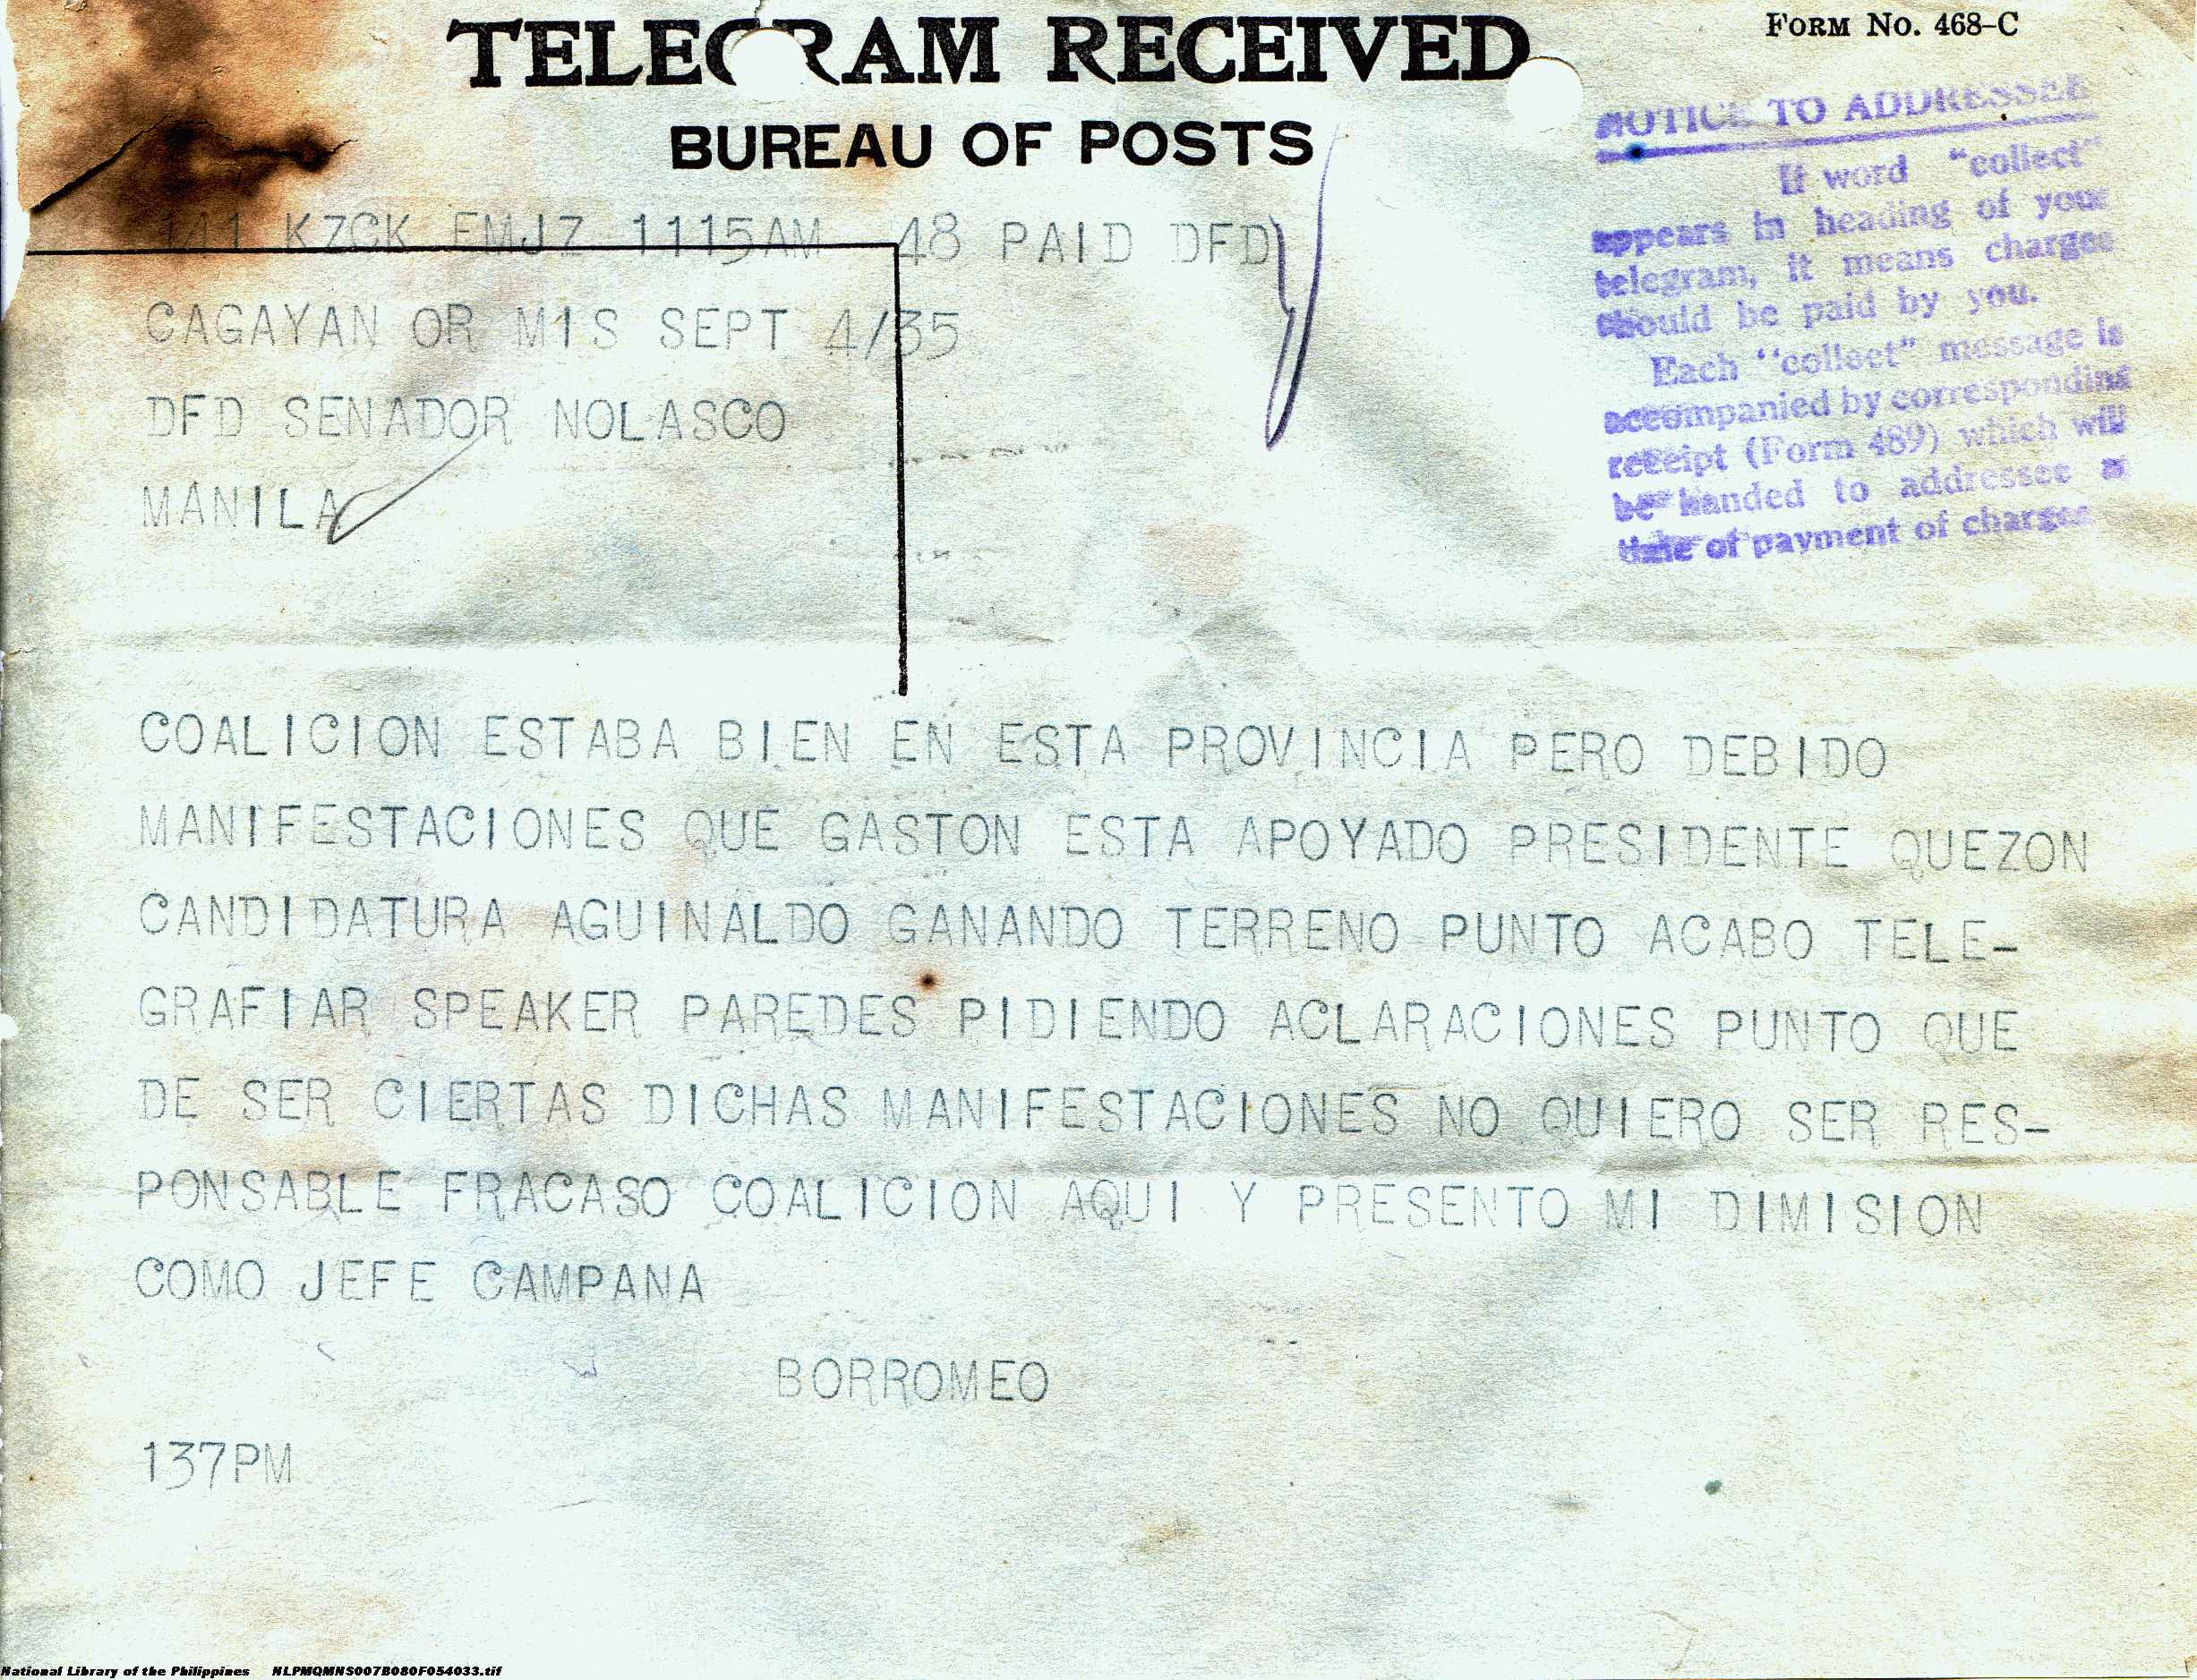 TELEGRAM RECEIVED
FORM No. 468-C
BUREAU OF POSTS
NOTICE TO ADDRESSEE
If word "collect"
appears in heading of your
telegram, it means charges
should be paid by you.
Each "collect" message is
accompanied by corresponding
receipt (Form 489) which will
be handed to addressee at
time of payment of charges
141 KZCK EMJZ 1115AM 48 PAID DFD
CAGAYAN OR MIS SEPT 4/35
DFD SENADOR NOLASCO
MANILA
COALICION ESTABA BIEN EN ESTA PROVINCIA PERO DEBIDO
MANIFESTACIONES QUE GASTON ESTA APOYADO PRESIDENTE QUEZON
CANDIDATURA AGUINALDO GANANDO TERRENO PUNTO ACABO TELE-
GRAFIAR SPEAKER PAREDES PIDIENDO ACLARACIONES PUNTO QUE
DE SER CIERTAS DICHAS MANIFESTACIONES NO QUIERO SER RES-
PONSABLE FRACASO COALICION AQUI Y PRESENTO MI DIMISION
COMO JEFE CAMPANA
BORROMEO
137PM
National Library of the Philippines NLPMQMNS007B080F054033.tif